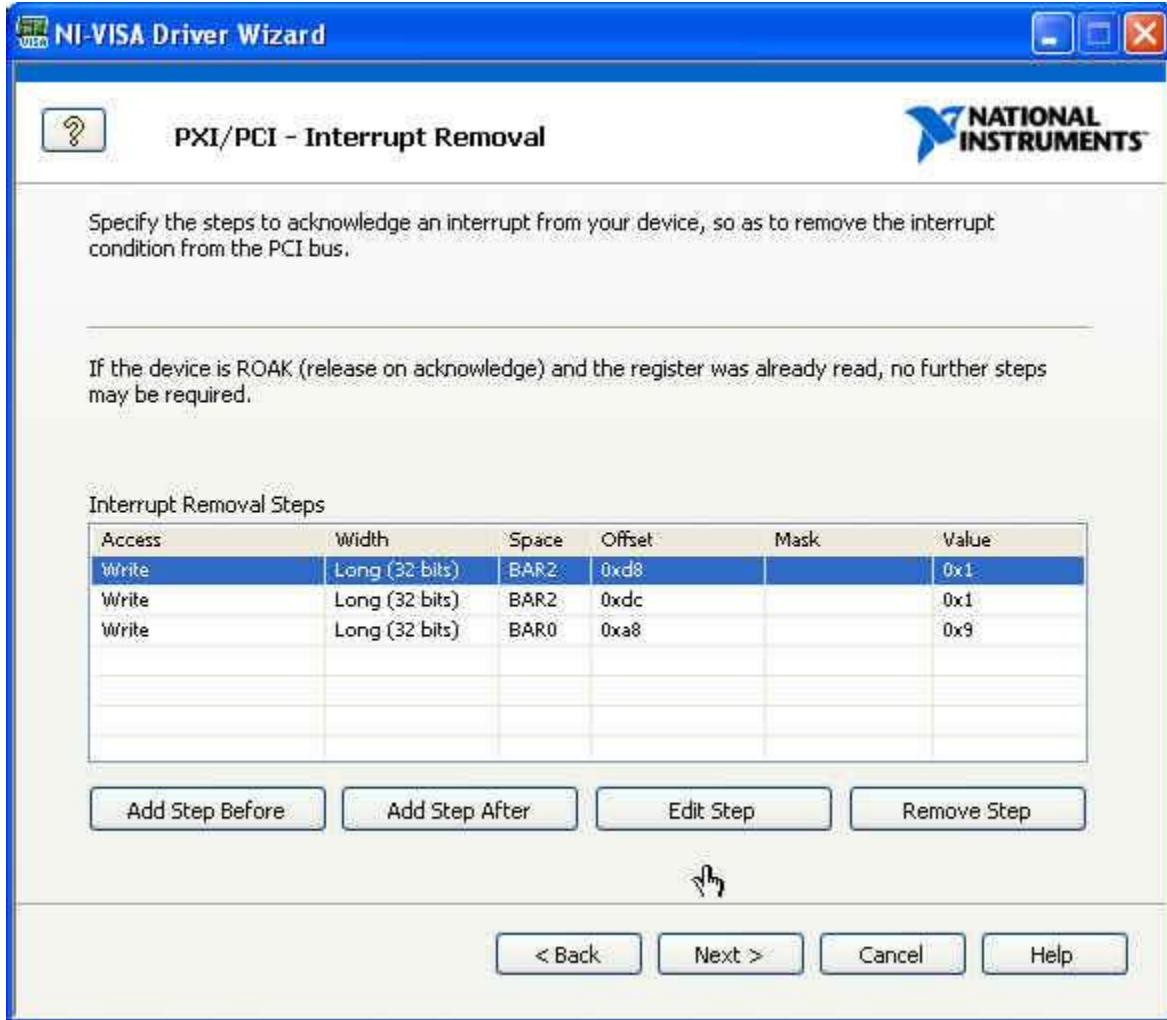 NI-VISA Driver Wizard
PXI/PCI - Interrupt Removal
NATIONAL
INSTRUMENTS
Specify the steps to acknowledge an interrupt from your device, so as to remove the interrupt
condition from the PCI bus.
If the device is ROAK (release on acknowledge) and the register was already read, no further steps
may be required.
Interrupt Removal Steps
Access Width Space Offset Mask Value
Write Long (32 bits) BAR2 0xd8 0x1
Write Long (32 bits) BAR2 0xdc 0x1
Write Long (32 bits) BAR0 0xa8 0x9
Add Step Before Add Step After Edit Step Remove Step
< Back Next > Cancel Help